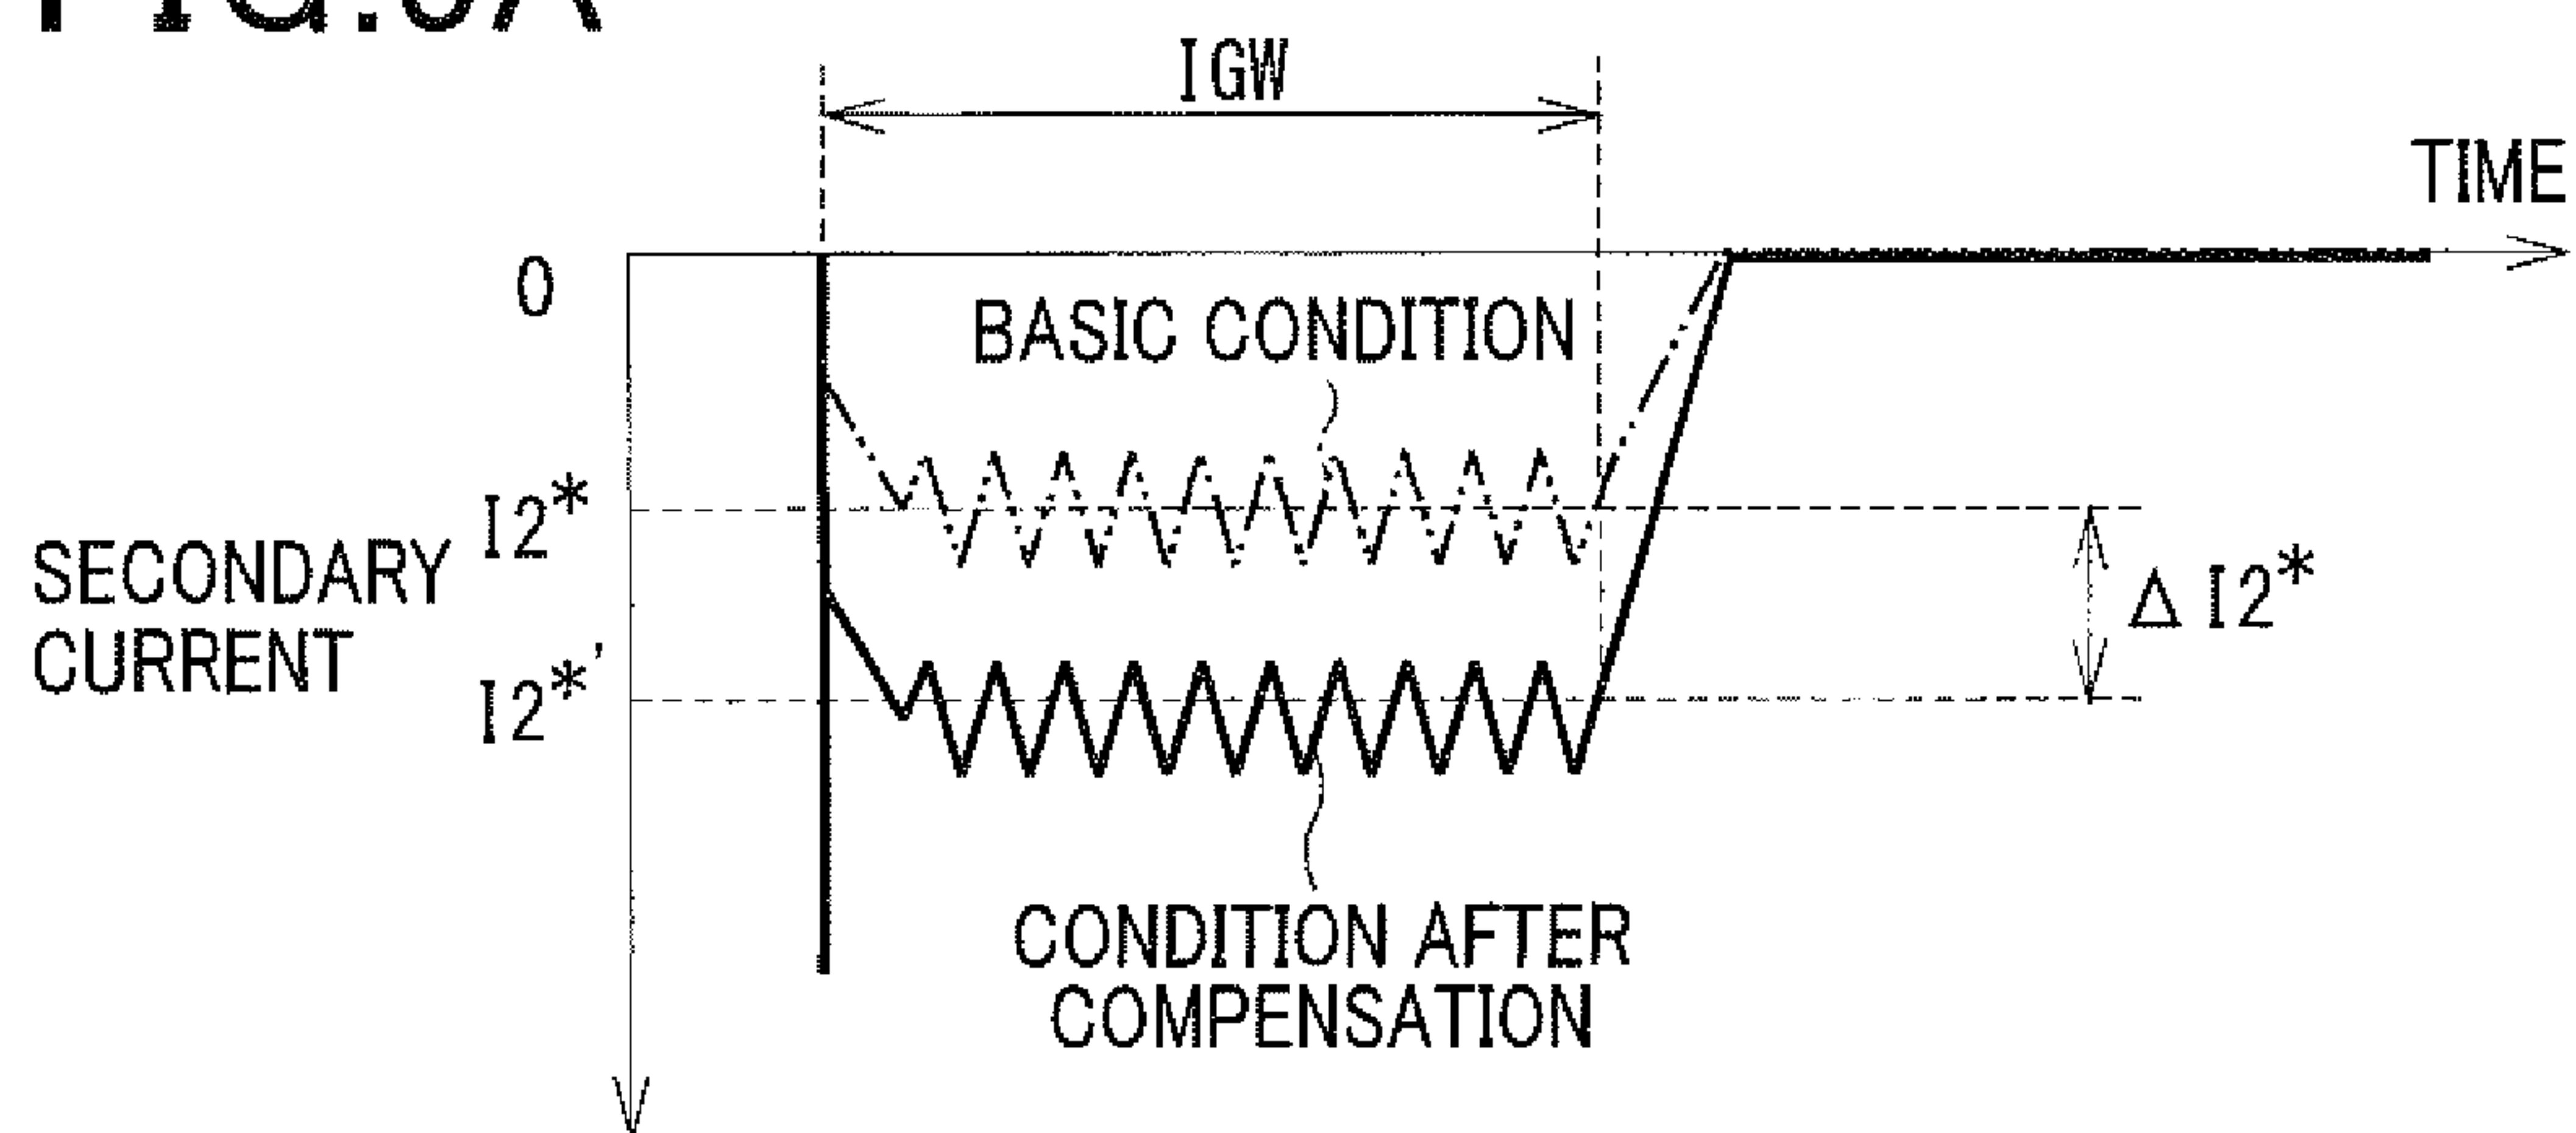 IGW
TIME
0
BASIC CONDITION
I2*
SECONDARY
CURRENT
ΔI2*
I2*'
CONDITION AFTER
COMPENSATION